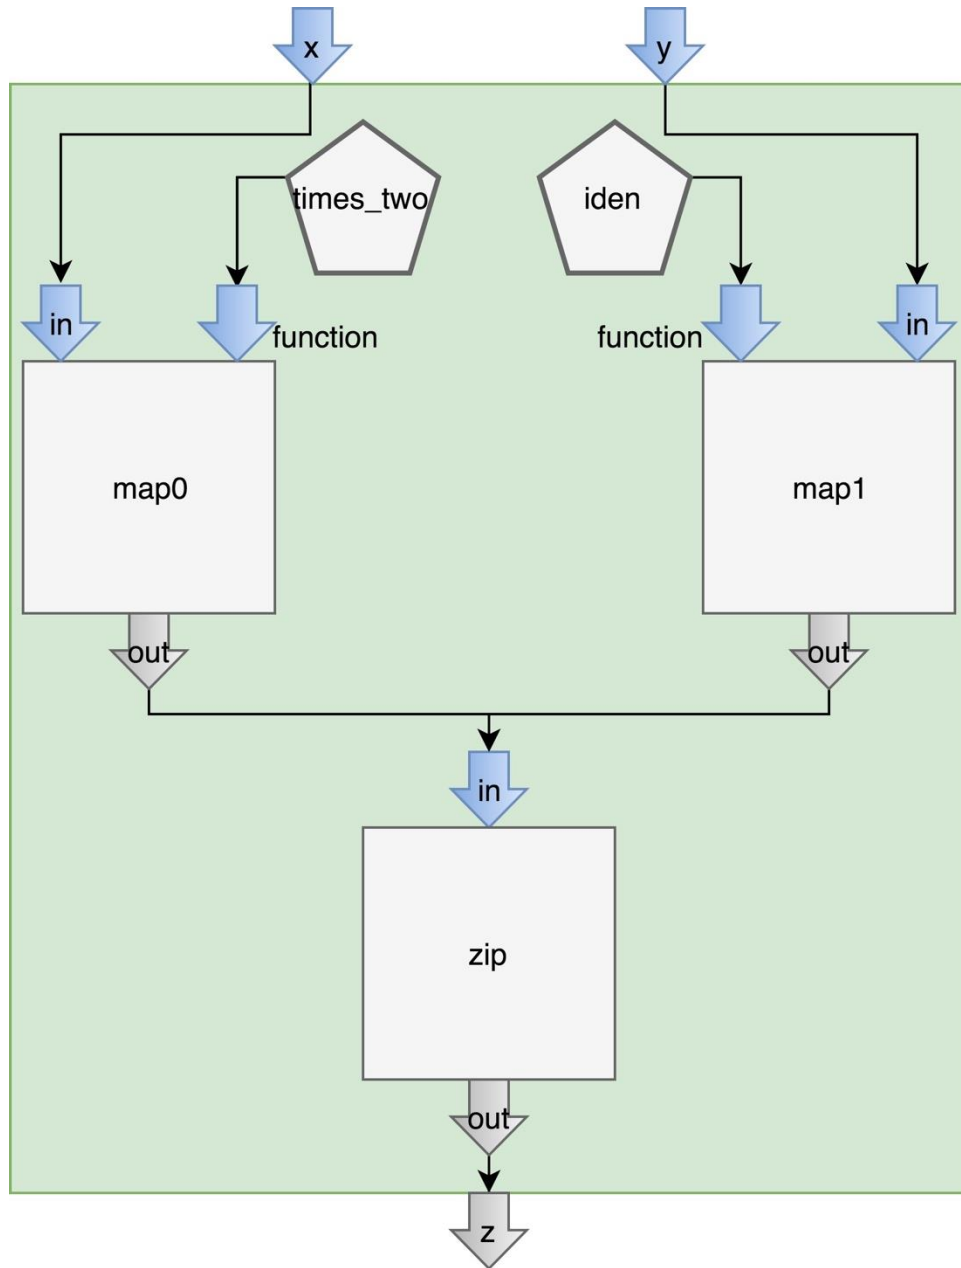 x
y
times_two
iden
in
function
function
in
map0
map1
out
out
in
zip
out
z